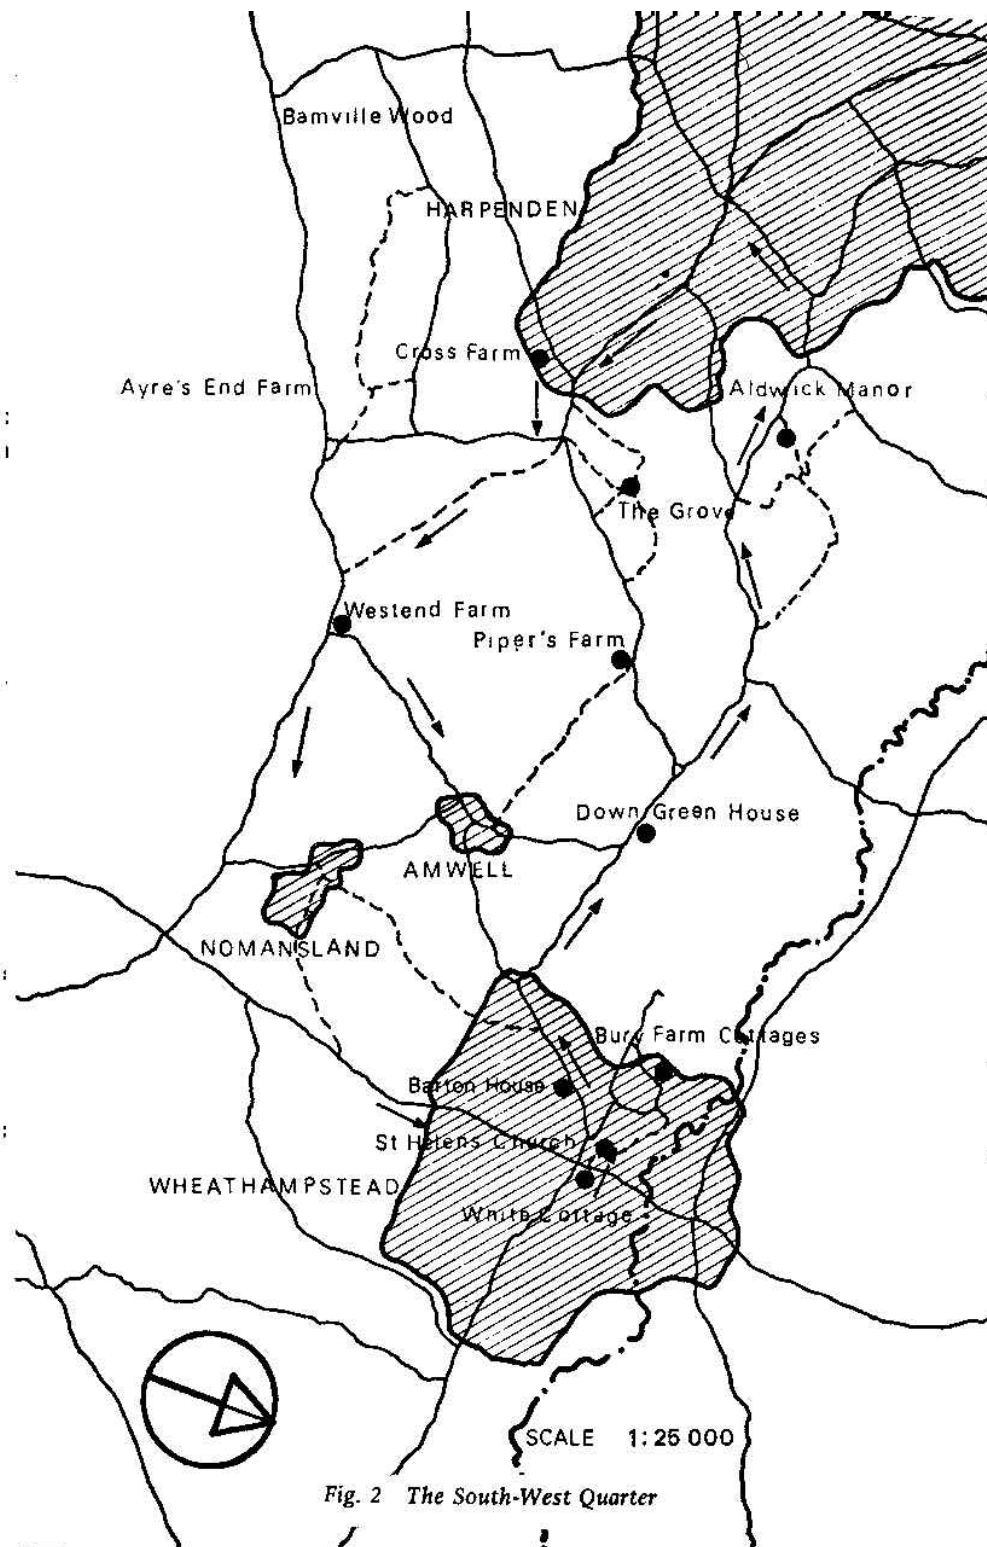 Bamville Wood
HARPENDEN
Cross Farm
Ayre's End Farm
Aldwick Manor
The Grove
Westend Farm
Piper's Farm
Down Green House
AMWELL
NOMANSLAND
Bury Farm Cottages
Barton House
St Helens Church
WHEATHAMPSTEAD
White Cottage
SCALE 1:25 000
Fig. 2 The South-West Quarter